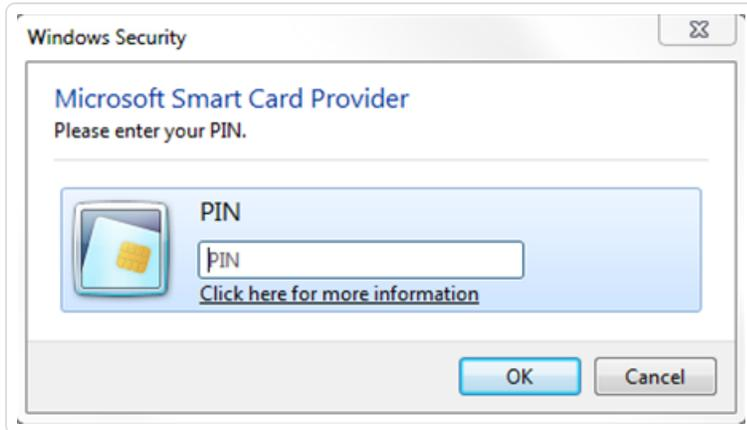 Windows Security
Microsoft Smart Card Provider
Please enter your PIN.
PIN
PIN
Click here for more information
OK
Cancel